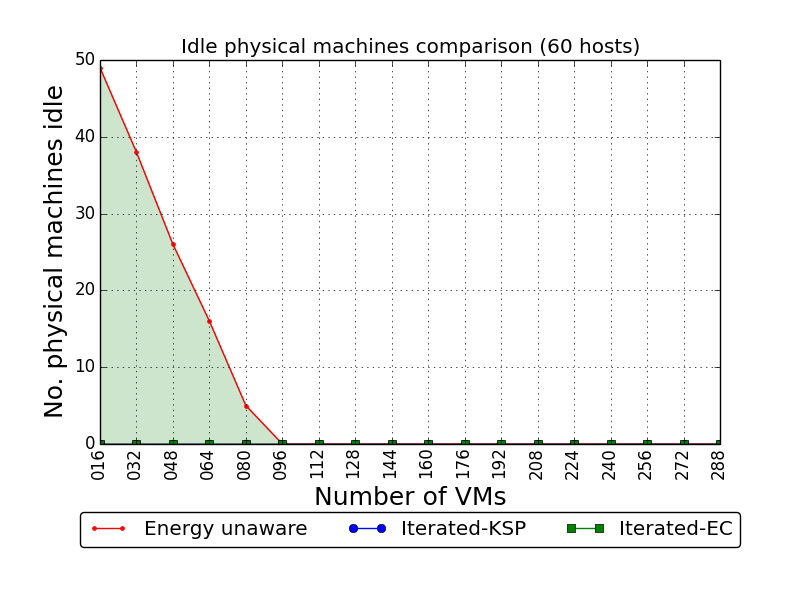 Idle physical machines comparison (60 hosts)
No. physical machines idle
50
40
30
20
10
0
016 032 048 064 080 096 112 128 144 160 176 192 208 224 240 256 272 288
Number of VMs
Energy unaware Iterated-KSP Iterated-EC